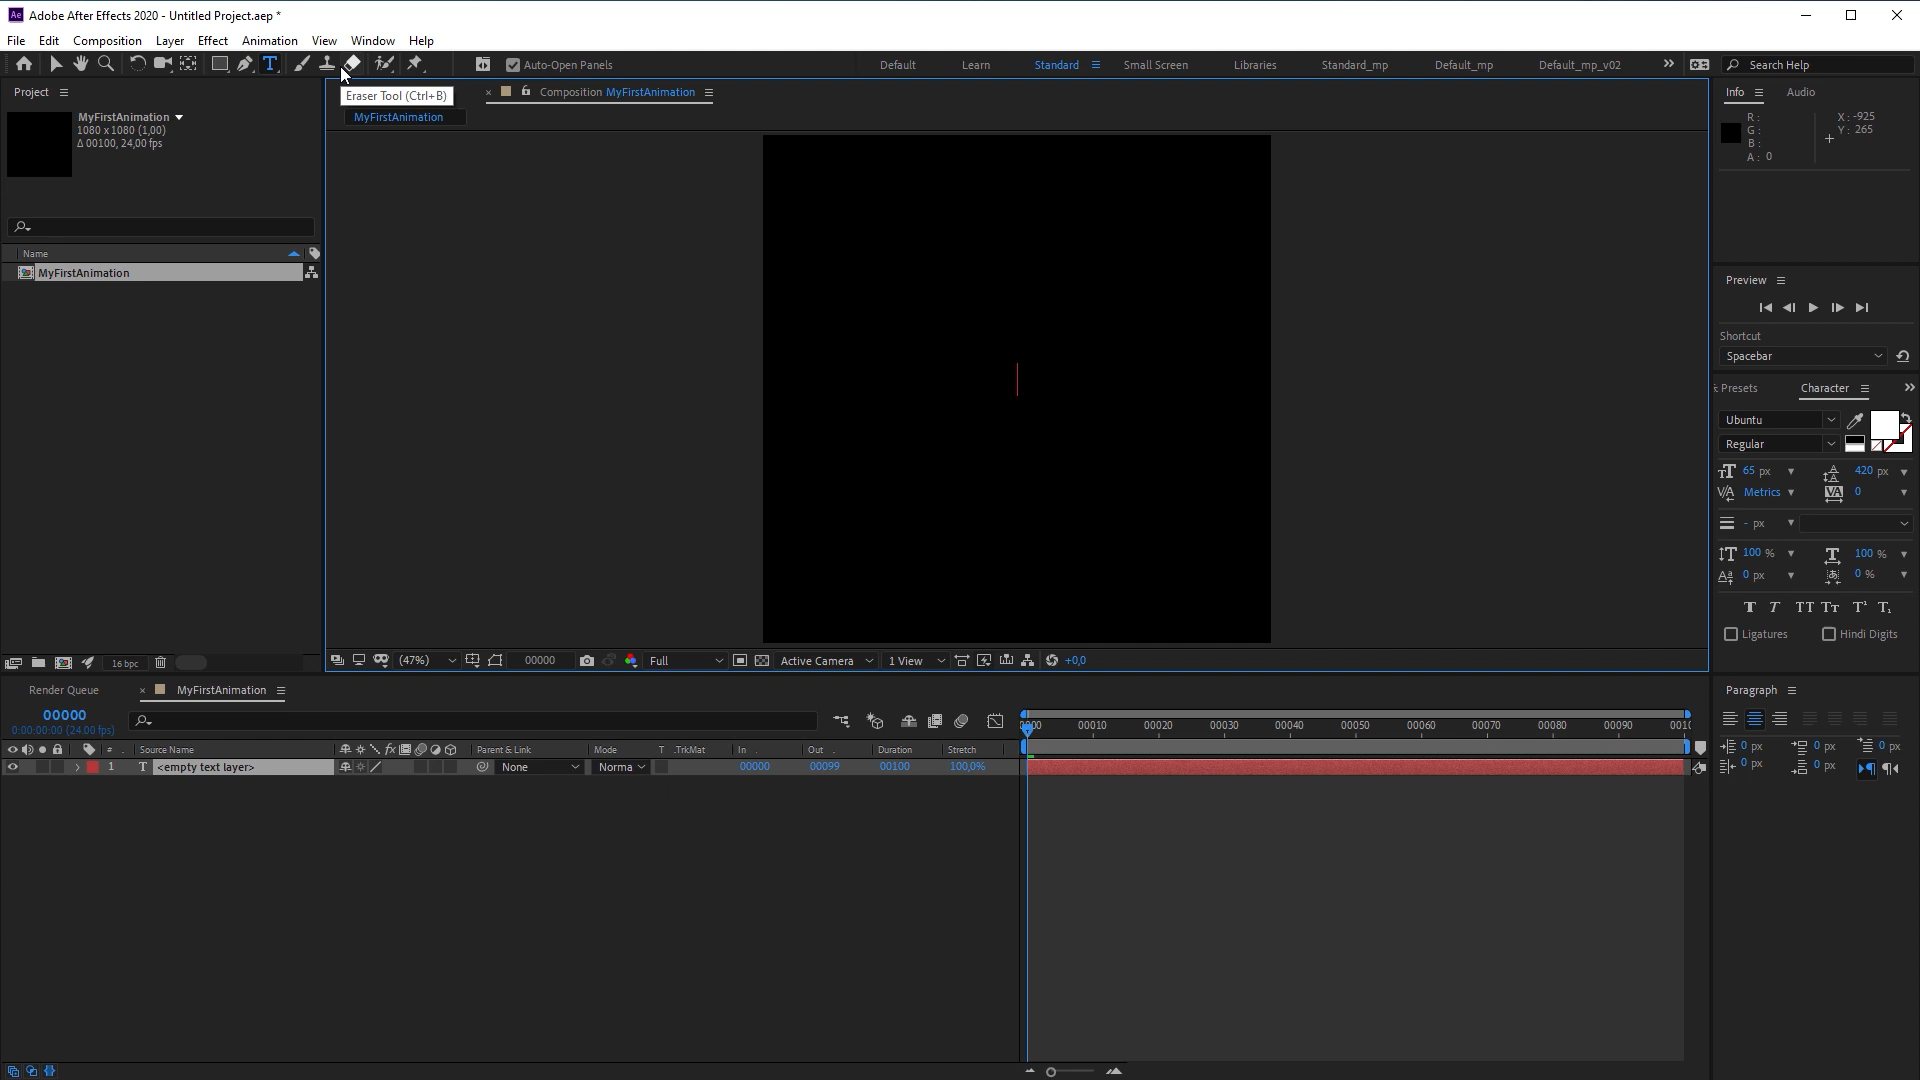 Adobe After Effects 2020 - Untitled Project.aep *
File Edit Composition Layer Effect Animation View Window Help
Auto-Open Panels Default Learn Standard Small Screen Libraries Standard_mp Default_mp Default_mp_v02 Search Help
Eraser Tool (Ctrl+B)
Project
MyFirstAnimation
1080 x 1080 (1,00)
Δ 00100, 24,00 fps
Name
MyFirstAnimation
16 bpc
Composition MyFirstAnimation
MyFirstAnimation
(47%) 00000 Full Active Camera 1 View +0,0
Info Audio
R :
G :
B :
A : 0
X : -925
Y : 265
Preview
Shortcut
Spacebar
Presets Character
Ubuntu
Regular
65 px 420 px
Metrics 0
- px
100 % 100 %
0 px 0 %
Ligatures Hindi Digits
Render Queue MyFirstAnimation
00000
0:00:00:00 (24.00 fps)
00010 00020 00030 00040 00050 00060 00070 00080 00090
# Source Name Parent & Link Mode T .TrkMat In Out Duration Stretch
1 T <empty text layer> None Norma 00000 00099 00100 100,0%
Paragraph
0 px 0 px 0 px
0 px 0 px